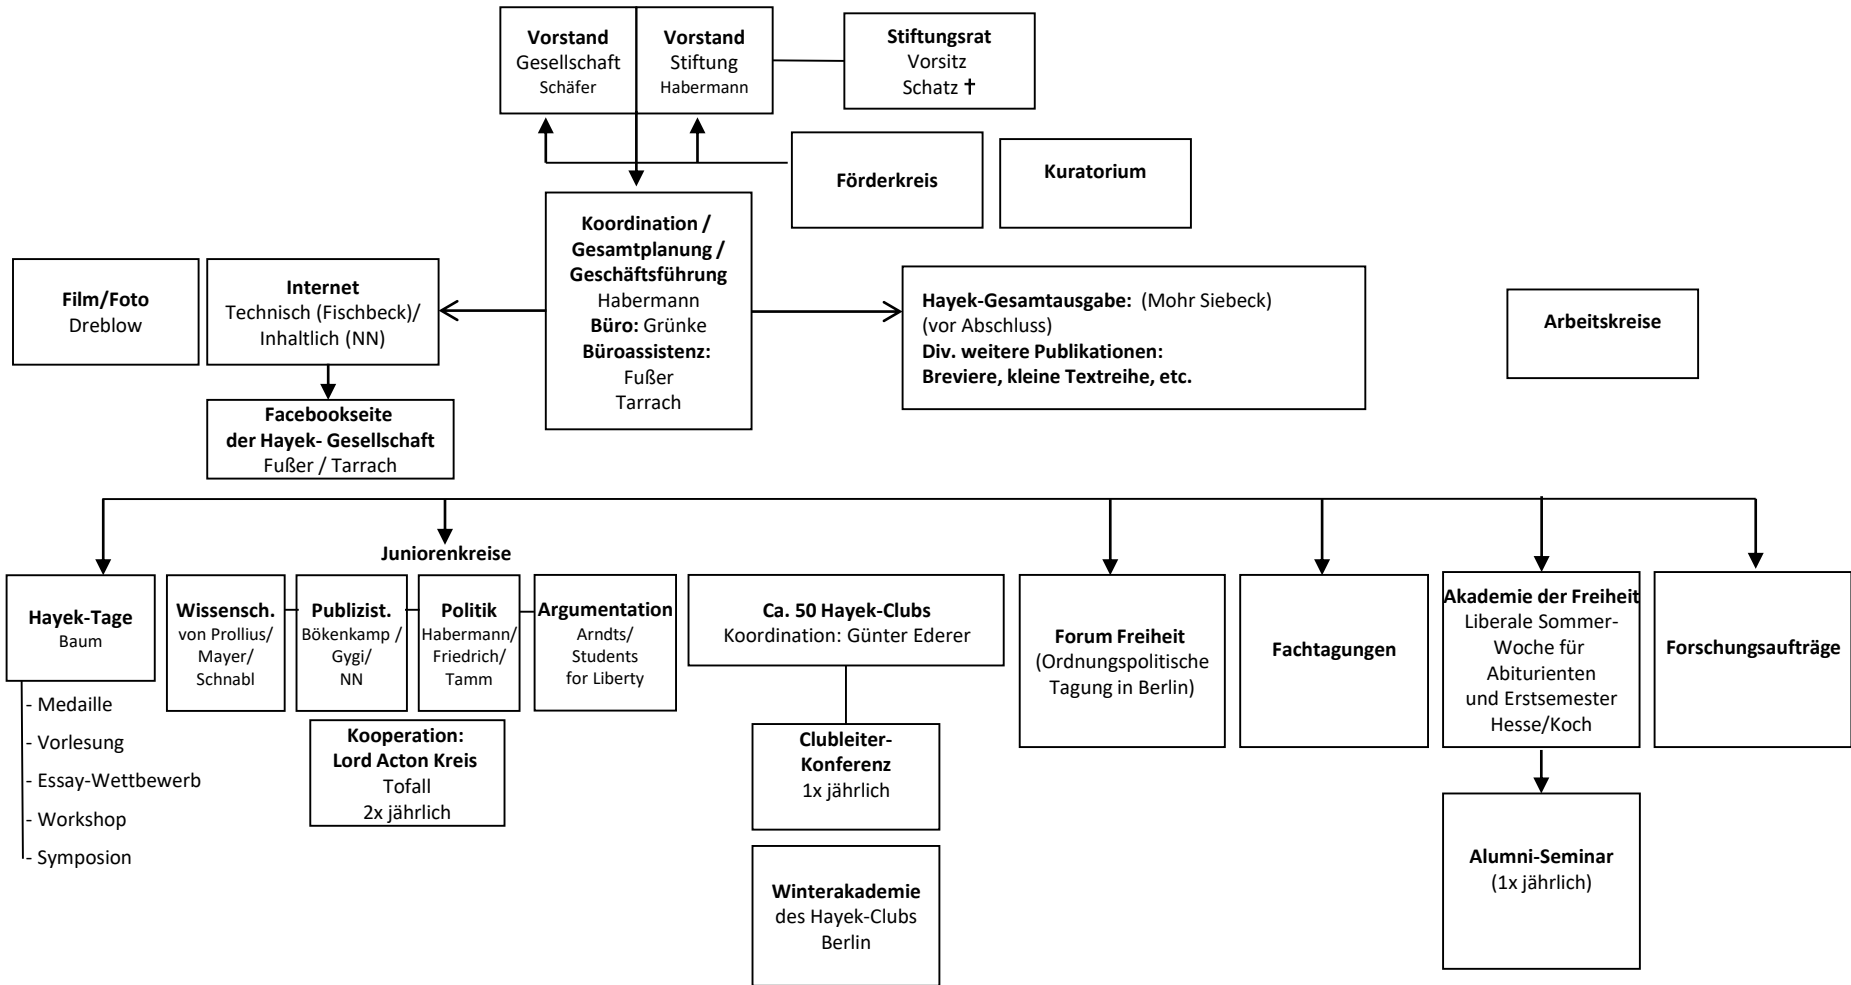 Vorstand
Gesellschaft
Schäfer
Vorstand
Stiftung
Habermann
Stiftungsrat
Vorsitz
Schatz ✝
Förderkreis
Kuratorium
Koordination /
Gesamtplanung /
Geschäftsführung
Habermann
Büro: Grünke
Büroassistenz:
Fußer
Tarrach
Film/Foto
Dreblow
Internet
Technisch (Fischbeck)/
Inhaltlich (NN)
Hayek-Gesamtausgabe: (Mohr Siebeck)
(vor Abschluss)
Div. weitere Publikationen:
Breviere, kleine Textreihe, etc.
Arbeitskreise
Facebookseite
der Hayek- Gesellschaft
Fußer / Tarrach
Juniorenkreise
Hayek-Tage
Baum
- Medaille
- Vorlesung
- Essay-Wettbewerb
- Workshop
- Symposion
Wissensch.
von Prollius/
Mayer/
Schnabl
Publizist.
Bökenkamp /
Gygi/
NN
Politik
Habermann/
Friedrich/
Tamm
Argumentation
Arndts/
Students
for Liberty
Kooperation:
Lord Acton Kreis
Tofall
2x jährlich
Ca. 50 Hayek-Clubs
Koordination: Günter Ederer
Clubleiter-
Konferenz
1x jährlich
Winterakademie
des Hayek-Clubs
Berlin
Forum Freiheit
(Ordnungspolitische
Tagung in Berlin)
Fachtagungen
Akademie der Freiheit
Liberale Sommer-
Woche für
Abiturienten
und Erstsemester
Hesse/Koch
Alumni-Seminar
(1x jährlich)
Forschungsaufträge